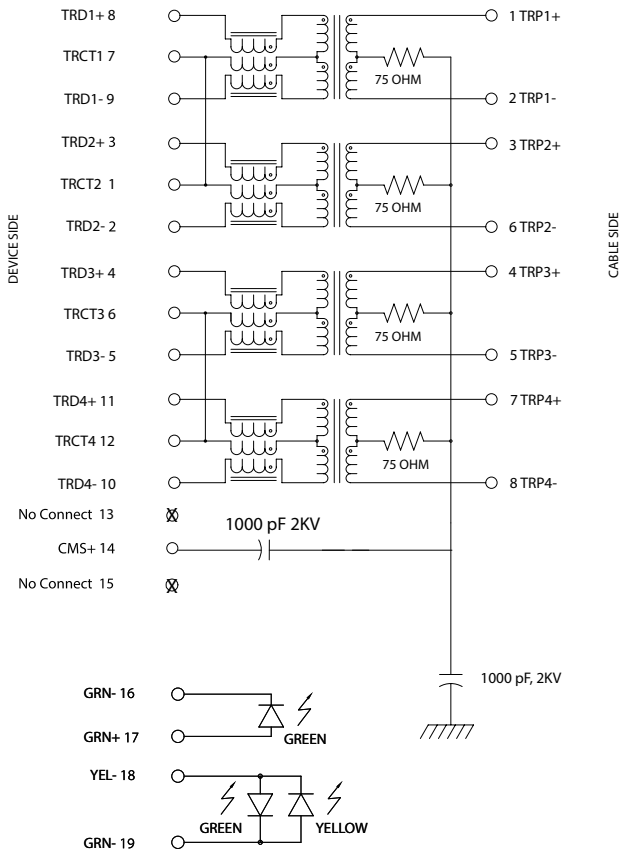 TRD1+ 8
1 TRP1+
TRCT1 7
75 OHM
TRD1- 9
2 TRP1-
TRD2+ 3
3 TRP2+
TRCT2 1
75 OHM
TRD2- 2
6 TRP2-
DEVICE SIDE
CABLE SIDE
TRD3+ 4
4 TRP3+
TRCT3 6
75 OHM
TRD3- 5
5 TRP3-
TRD4+ 11
7 TRP4+
TRCT4 12
75 OHM
TRD4- 10
8 TRP4-
No Connect 13
1000 pF 2KV
CMS+ 14
No Connect 15
1000 pF, 2KV
GRN- 16
GRN+ 17
GREEN
YEL- 18
GREEN
YELLOW
GRN- 19